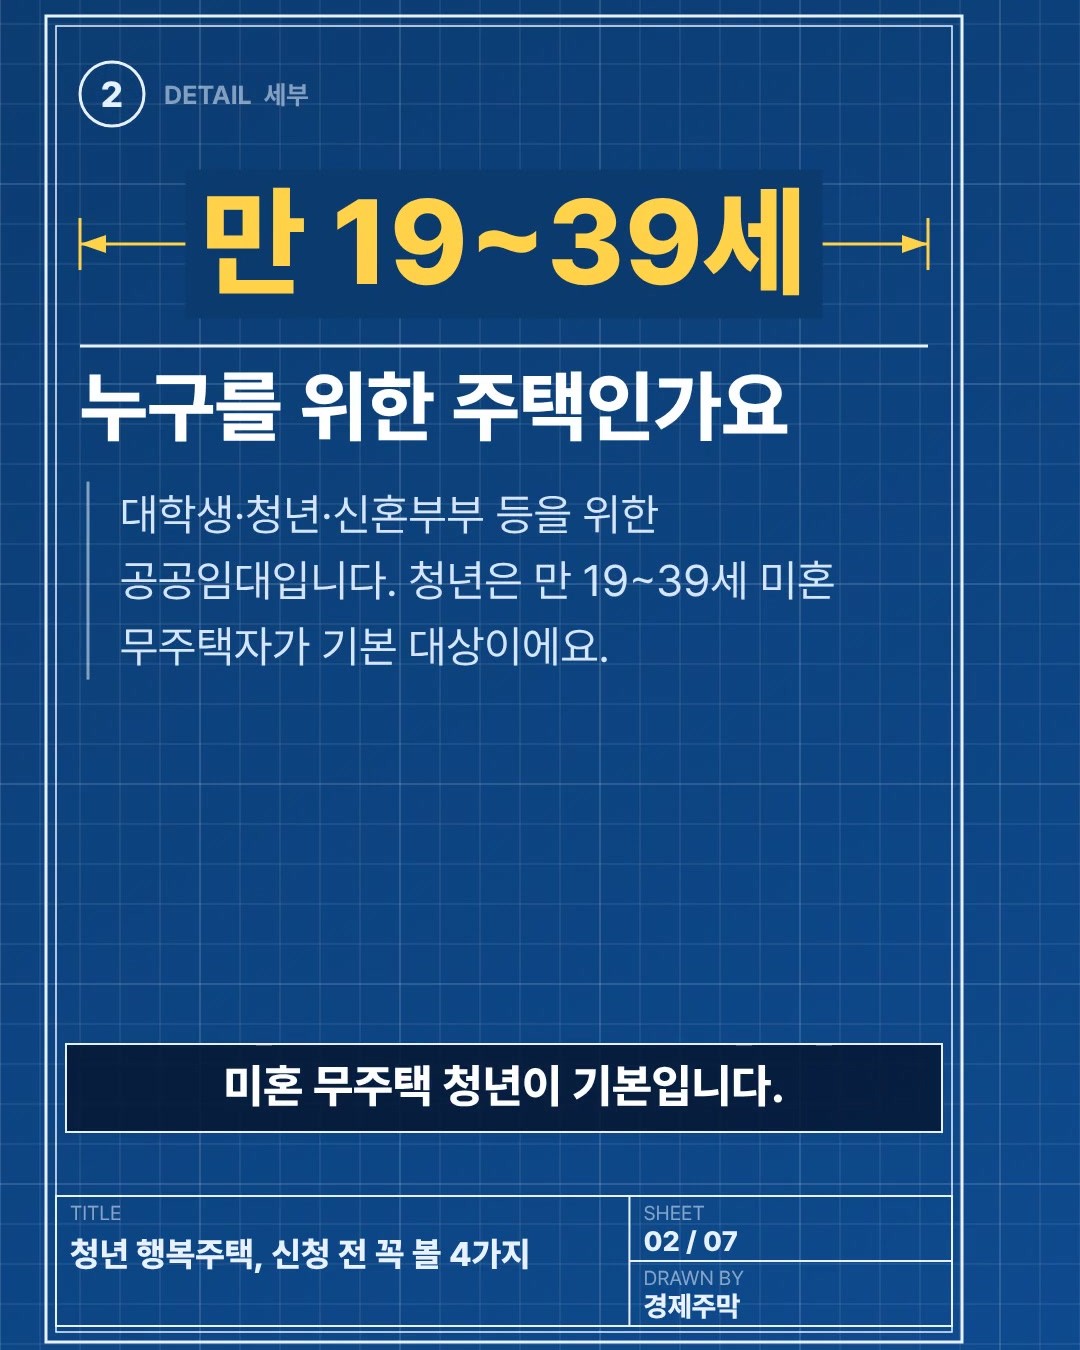 2 DETAIL 세부
만 19~39세
누구를 위한 주택인가요
대학생·청년·신혼부부 등을 위한
공공임대입니다. 청년은 만 19~39세 미혼
무주택자가 기본 대상이에요.
미혼 무주택 청년이 기본입니다.
TITLE
청년 행복주택, 신청 전 꼭 볼 4가지
SHEET
02 / 07
DRAWN BY
경제주막